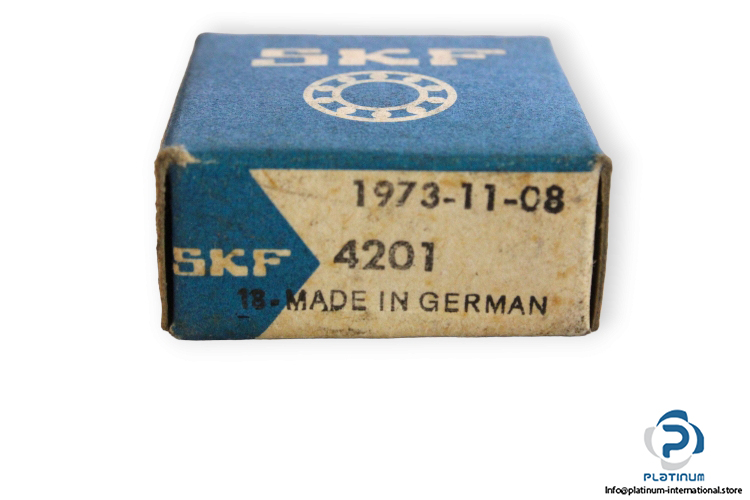 SKF
1973-11-08
SKF 4201
18-MADE IN GERMAN
PLATINUM
Info@platinum-international.store